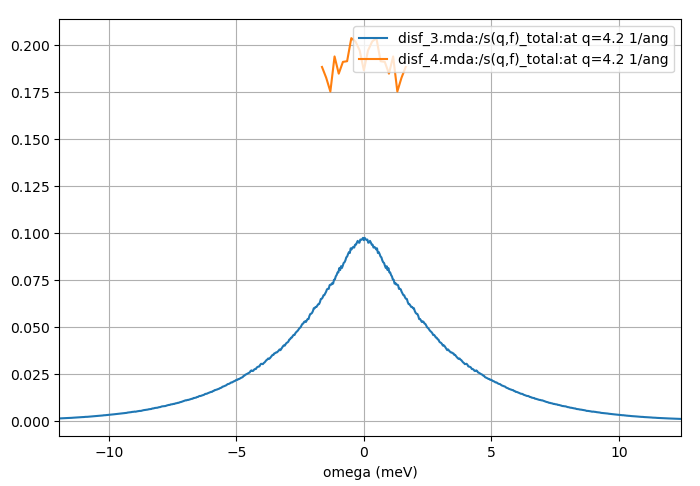 disf_3.mda:/s(q,f)_total:at q=4.2 1/ang
disf_4.mda:/s(q,f)_total:at q=4.2 1/ang
0.200
0.175
0.150
0.125
0.100
0.075
0.050
0.025
0.000
−10 −5 0 5 10
omega (meV)